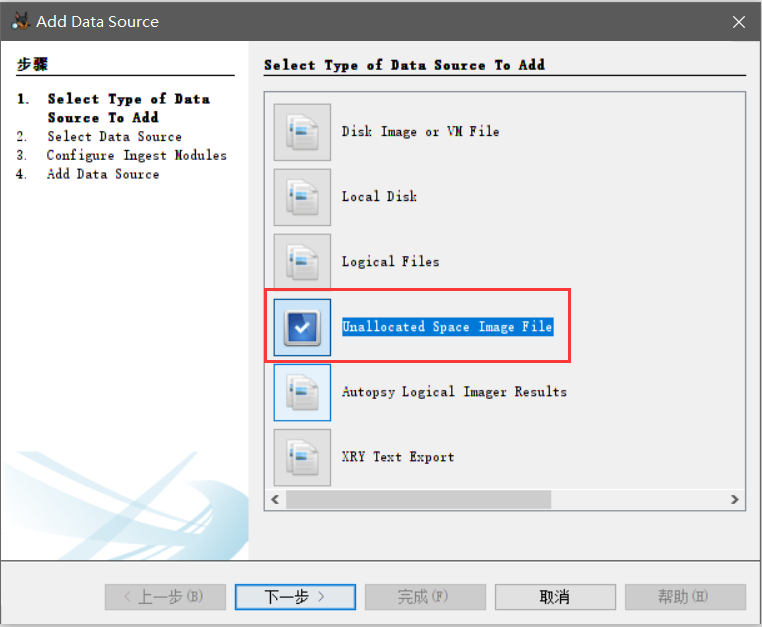 Add Data Source
步骤
1. Select Type of Data
Source To Add
2. Select Data Source
3. Configure Ingest Modules
4. Add Data Source
Select Type of Data Source To Add
Disk Image or VM File
Local Disk
Logical Files
Unallocated Space Image File
Autopsy Logical Imager Results
XRY Text Export
< 上一步(B)
下一步 >
完成(F)
取消
帮助(H)